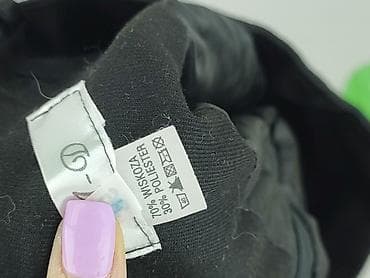 70% WISKOZA
30% POLIESTER